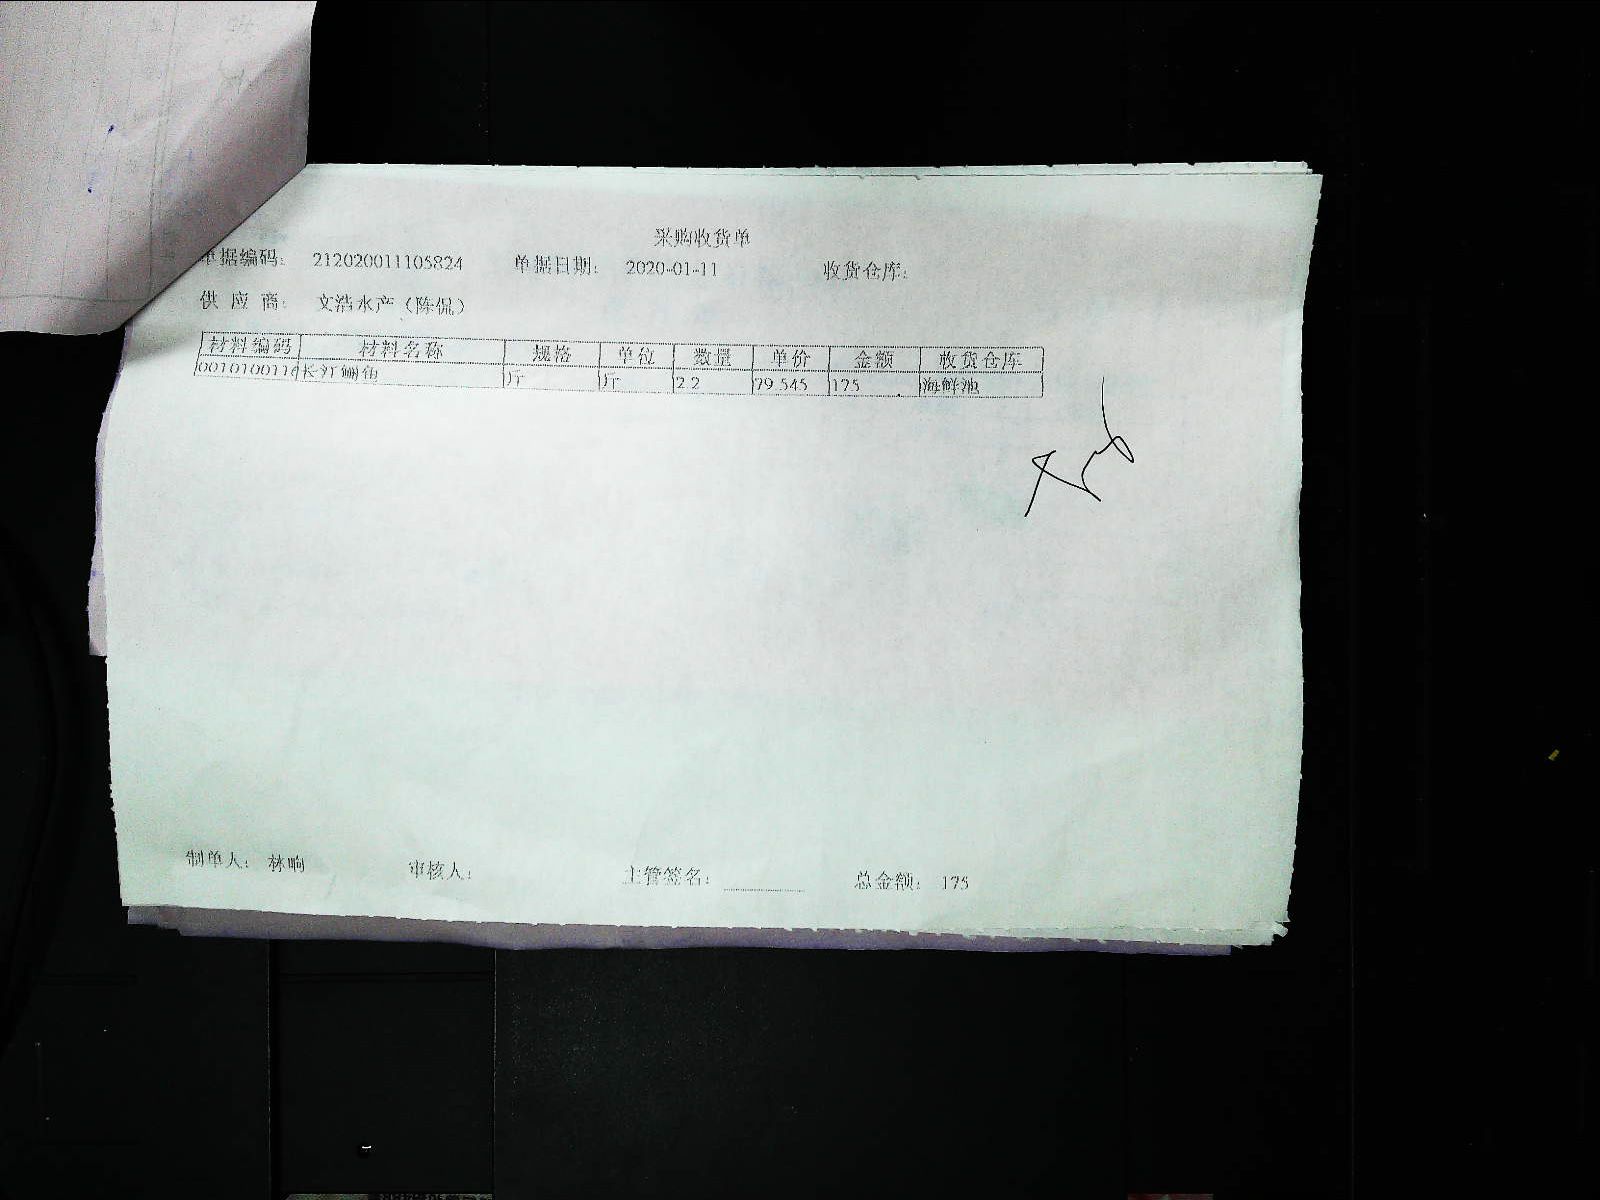 采购收货单
单据编码： 212020011105824 单据日期： 2020-01-11 收货仓库：
供 应 商： 文浩水产（陈侃）
材料编码 材料名称 规格 单位 数量 单价 金额 收货仓库
长江鮰鱼 斤 斤 2.2 79.545 175 海鲜池
制单人： 林响 审核人： 主管签名： 总金额： 175